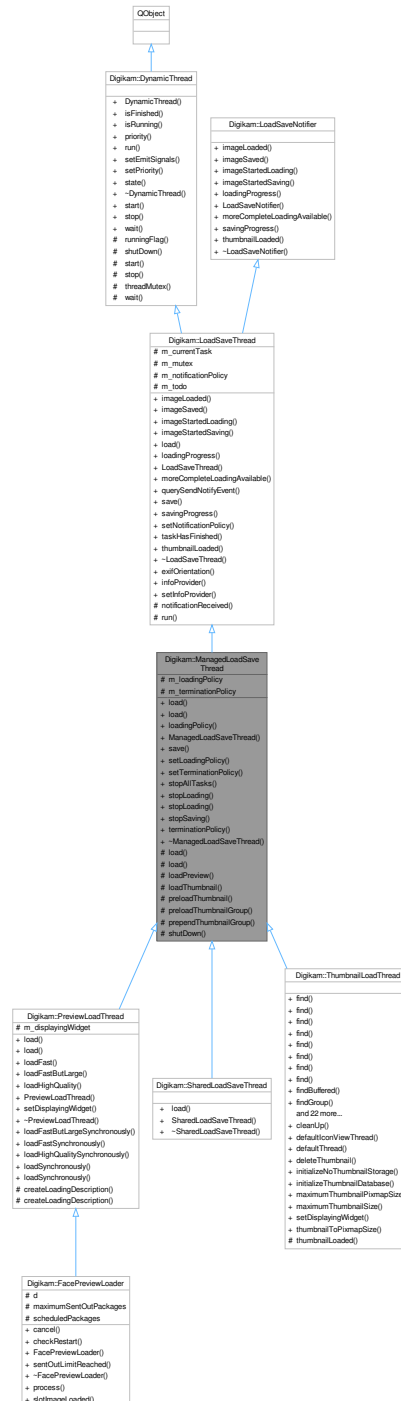 QObject
Digikam::DynamicThread
+ DynamicThread()
+ isFinished()
+ isRunning()
+ priority()
+ run()
+ setEmitSignals()
+ setPriority()
+ state()
+ ~DynamicThread()
+ start()
+ stop()
+ wait()
# runningFlag()
# shutDown()
# start()
# stop()
# threadMutex()
# wait()
Digikam::LoadSaveNotifier
+ imageLoaded()
+ imageSaved()
+ imageStartedLoading()
+ imageStartedSaving()
+ loadingProgress()
+ LoadSaveNotifier()
+ moreCompleteLoadingAvailable()
+ savingProgress()
+ thumbnailLoaded()
+ ~LoadSaveNotifier()
Digikam::LoadSaveThread
# m_currentTask
# m_mutex
# m_notificationPolicy
# m_todo
+ imageLoaded()
+ imageSaved()
+ imageStartedLoading()
+ imageStartedSaving()
+ load()
+ loadingProgress()
+ LoadSaveThread()
+ moreCompleteLoadingAvailable()
+ querySendNotifyEvent()
+ save()
+ savingProgress()
+ setNotificationPolicy()
+ taskHasFinished()
+ thumbnailLoaded()
+ ~LoadSaveThread()
+ exifOrientation()
+ infoProvider()
+ setInfoProvider()
# notificationReceived()
# run()
Digikam::ManagedLoadSave
Thread
# m_loadingPolicy
# m_terminationPolicy
+ load()
+ load()
+ loadingPolicy()
+ ManagedLoadSaveThread()
+ save()
+ setLoadingPolicy()
+ setTerminationPolicy()
+ stopAllTasks()
+ stopLoading()
+ stopLoading()
+ stopSaving()
+ terminationPolicy()
+ ~ManagedLoadSaveThread()
# load()
# load()
# loadPreview()
# loadThumbnail()
# preloadThumbnail()
# preloadThumbnailGroup()
# prependThumbnailGroup()
# shutDown()
Digikam::PreviewLoadThread
# m_displayingWidget
+ load()
+ load()
+ loadFast()
+ loadFastButLarge()
+ loadHighQuality()
+ PreviewLoadThread()
+ setDisplayingWidget()
+ ~PreviewLoadThread()
+ loadFastButLargeSynchronously()
+ loadFastSynchronously()
+ loadHighQualitySynchronously()
+ loadSynchronously()
+ loadSynchronously()
# createLoadingDescription()
# createLoadingDescription()
Digikam::SharedLoadSaveThread
+ load()
+ SharedLoadSaveThread()
+ ~SharedLoadSaveThread()
Digikam::ThumbnailLoadThread
+ find()
+ find()
+ find()
+ find()
+ find()
+ find()
+ find()
+ find()
+ findBuffered()
+ findGroup()
and 22 more...
+ cleanUp()
+ defaultIconViewThread()
+ defaultThread()
+ deleteThumbnail()
+ initializeNoThumbnailStorage()
+ initializeThumbnailDatabase()
+ maximumThumbnailPixmapSize
+ maximumThumbnailSize()
+ setDisplayingWidget()
+ thumbnailToPixmapSize()
# thumbnailLoaded()
Digikam::FacePreviewLoader
# d
# maximumSentOutPackages
# scheduledPackages
+ cancel()
+ checkRestart()
+ FacePreviewLoader()
+ sentOutLimitReached()
+ ~FacePreviewLoader()
+ process()
+ slotImageLoaded()